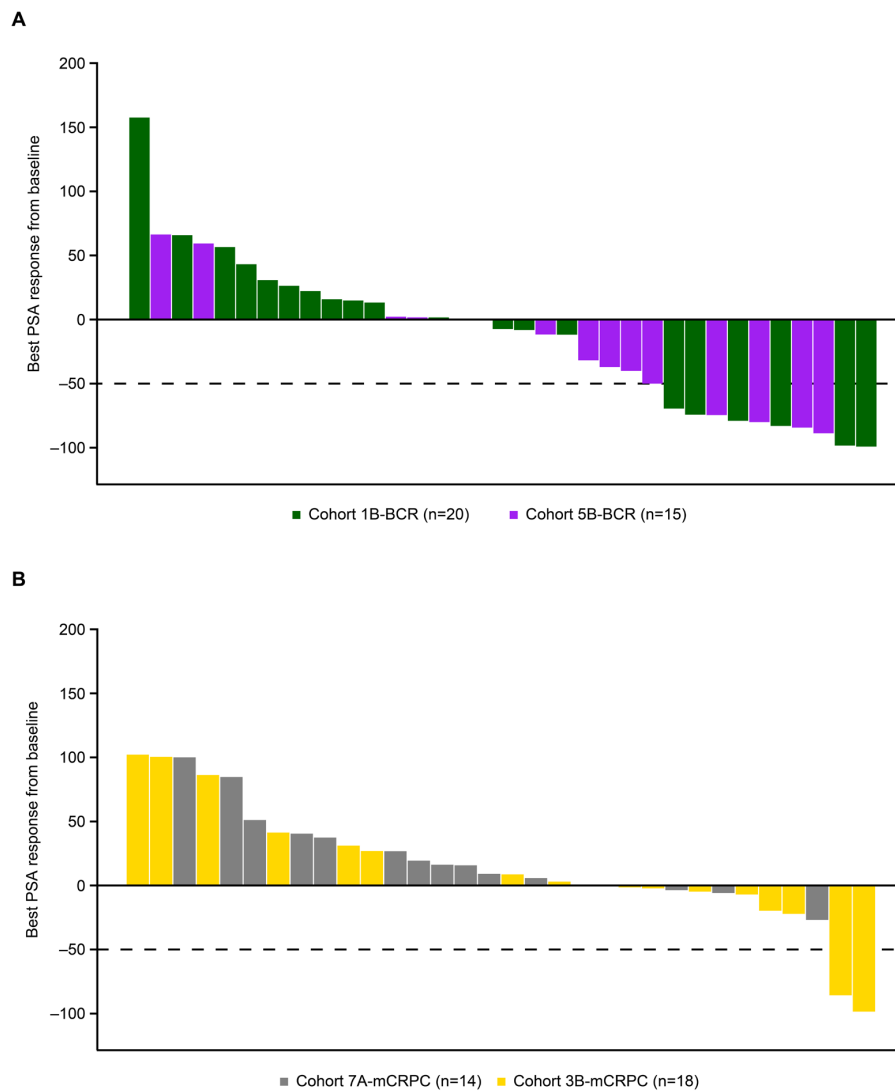 A
Best PSA response from baseline
200
150
100
50
0
–50
–100
Cohort 1B-BCR (n=20) Cohort 5B-BCR (n=15)
B
Best PSA response from baseline
200
150
100
50
0
–50
–100
Cohort 7A-mCRPC (n=14) Cohort 3B-mCRPC (n=18)